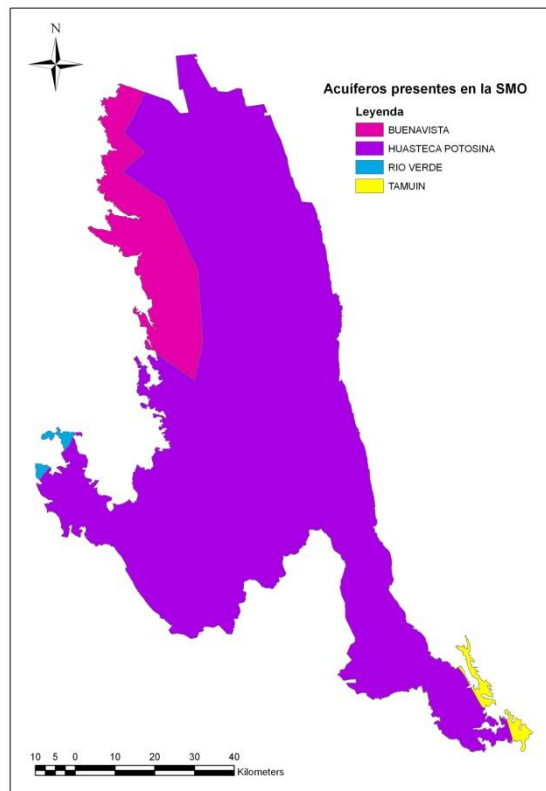 N
Acuíferos presentes en la SMO
Leyenda
BUENAVISTA
HUASTECA POTOSINA
RIO VERDE
TAMUIN
10 5 0 10 20 30 40
Kilometers